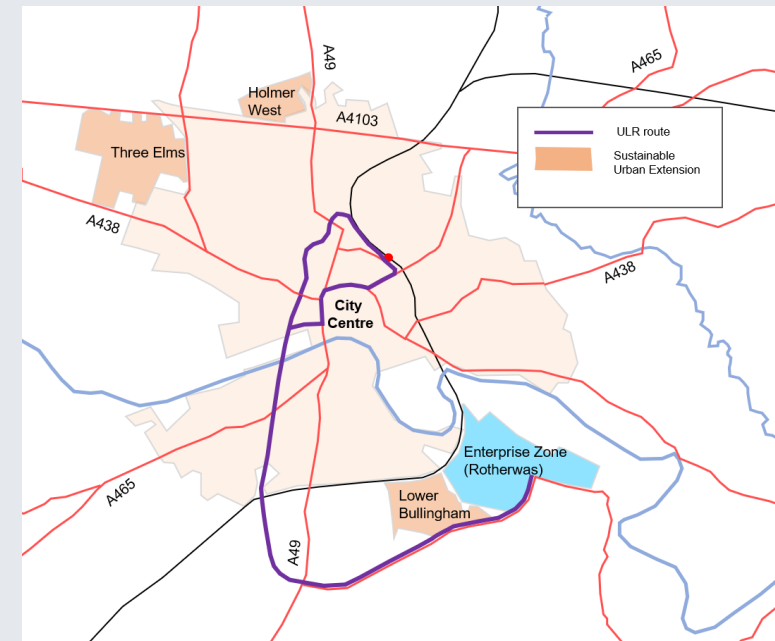 A465
A49
Holmer
West
A4103
ULR route
Three Elms
Sustainable
Urban Extension
A438
A438
City
Centre
Enterprise Zone
(Rotherwas)
A465
Lower
Bullingham
A49